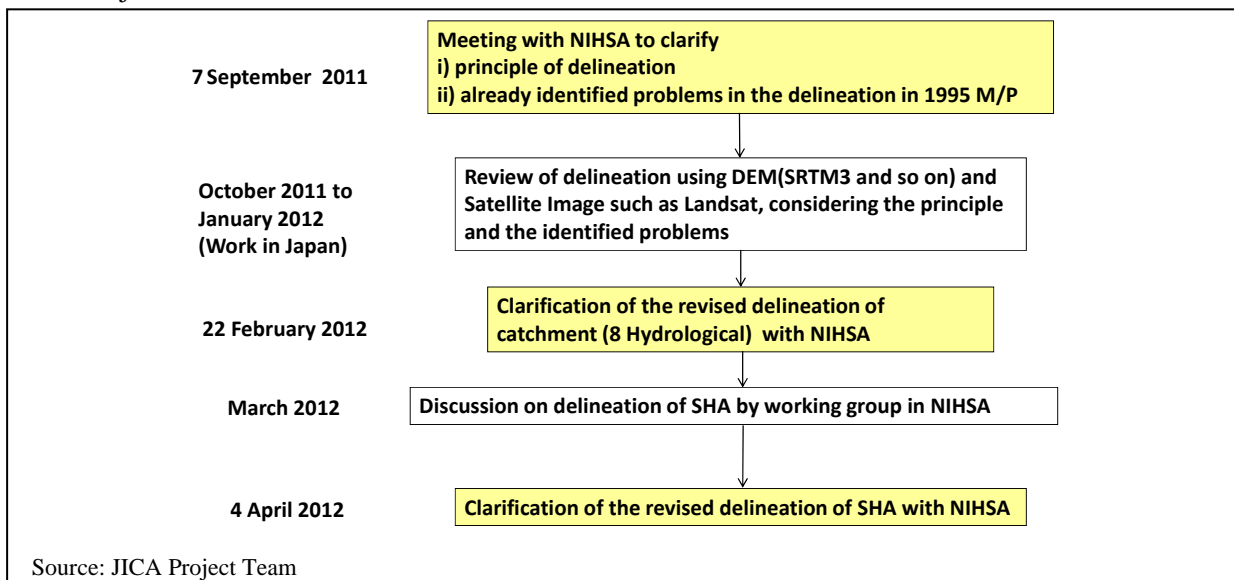 Meeting with NIHSA to clarify
i) principle of delineation
ii) already identified problems in the delineation in 1995 M/P
7 September 2011
Review of delineation using DEM(SRTM3 and so on) and
Satellite Image such as Landsat, considering the principle
and the identified problems
October 2011 to
January 2012
(Work in Japan)
Clarification of the revised delineation of
catchment (8 Hydrological) with NIHSA
22 February 2012
March 2012
Discussion on delineation of SHA by working group in NIHSA
4 April 2012
Clarification of the revised delineation of SHA with NIHSA
Source: JICA Project Team